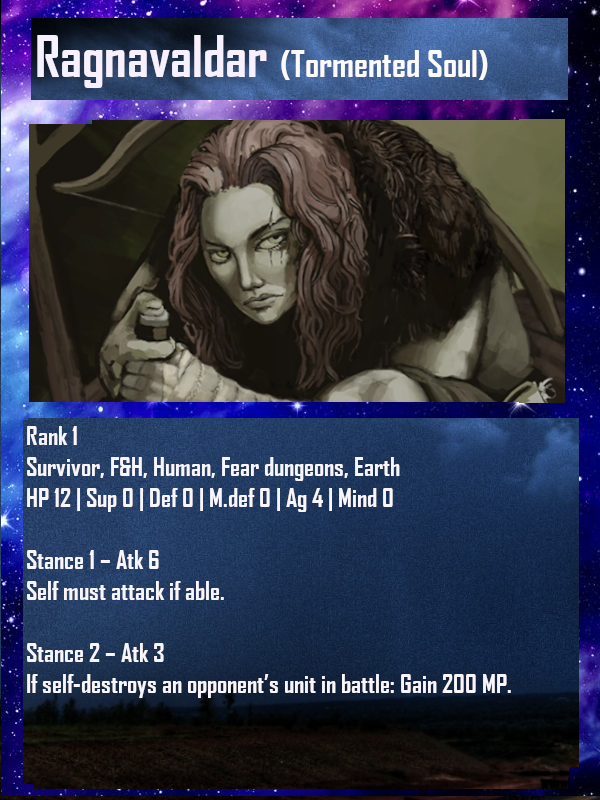 Ragnavaldar (Tormented Soul)
Rank 1
Survivor, F&H, Human, Fear dungeons, Earth
HP 12 | Sup 0 | Def 0 | M.def 0 | Ag 4 | Mind 0
Stance 1 – Atk 6
Self must attack if able.
Stance 2 – Atk 3
If self-destroys an opponent's unit in battle: Gain 200 MP.